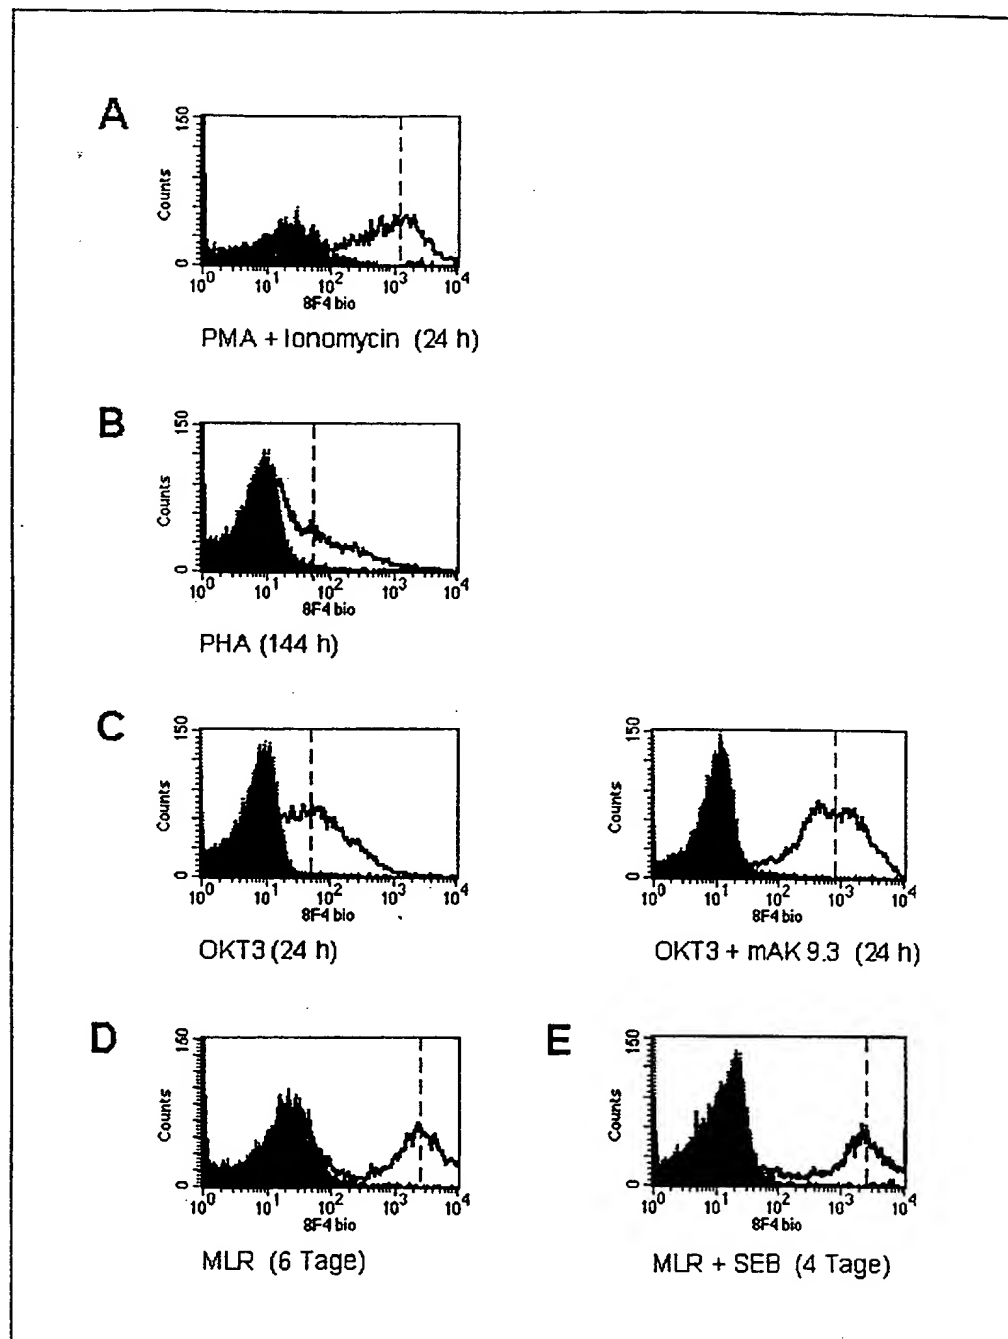 A
150
Counts
0
10^0 10^1 10^2 10^3 10^4
8F4 bio
PMA + Ionomycin (24 h)
B
150
Counts
0
10^0 10^1 10^2 10^3 10^4
8F4 bio
PHA (144 h)
C
150
Counts
0
10^0 10^1 10^2 10^3 10^4
8F4 bio
OKT3 (24 h)
150
Counts
0
10^0 10^1 10^2 10^3 10^4
8F4 bio
OKT3 + mAK 9.3 (24 h)
D
150
Counts
0
10^0 10^1 10^2 10^3 10^4
8F4 bio
MLR (6 Tage)
E
150
Counts
0
10^0 10^1 10^2 10^3 10^4
8F4 bio
MLR + SEB (4 Tage)